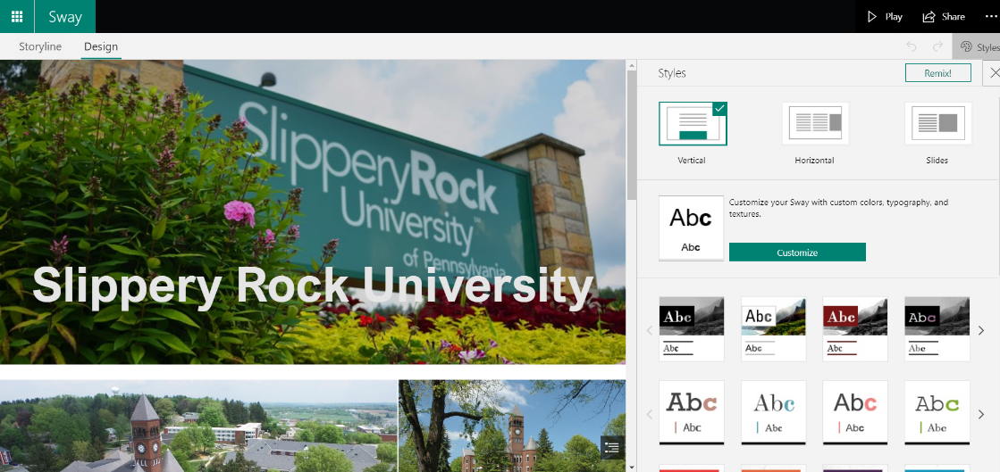 Sway
Play
Share
Storyline
Design
Styles
Styles
Remix!
SlipperyRock
University
of Pennsylvania
Slippery Rock University
Vertical
Horizontal
Slides
Abc
Abc
Customize your Sway with custom colors, typography, and
textures.
Customize
Abc Abc Abc Abc
Abc Abc Abc Abc
Abc Abc Abc Abc
Abc Abc Abc Abc